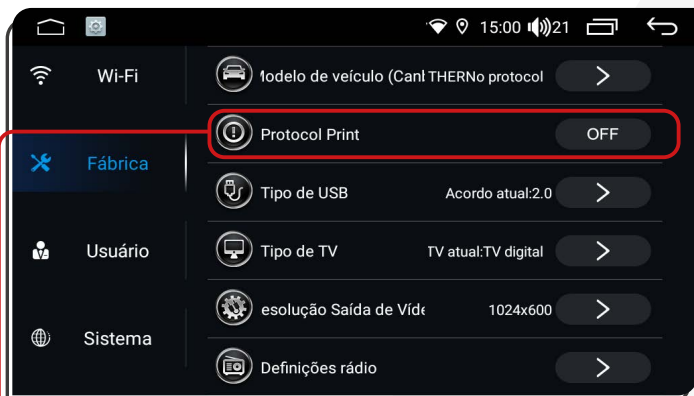 15:00 21
Wi-Fi
Fábrica
Usuário
Sistema
lodelo de veículo (Canl THERNo protocol
Protocol Print OFF
Tipo de USB Acordo atual:2.0
Tipo de TV TV atual:TV digital
esolução Saída de Víde 1024x600
Definições rádio